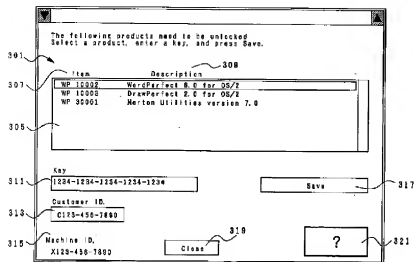 The following products need to be unlocked
Select a product, enter a key, and press Save.
301
307 Item Description 309
WP 10002 WordPerfect 6.0 for OS/2
WP 10003 DrawPerfect 2.0 for OS/2
WP 30001 Norton Utilities version 7.0
305
Key
311 1234-1234-1234-1234-1234 Save 317
Customer ID.
313 C123-456-7890
315 Machine ID. Close 319 ? 321
X123-456-7890